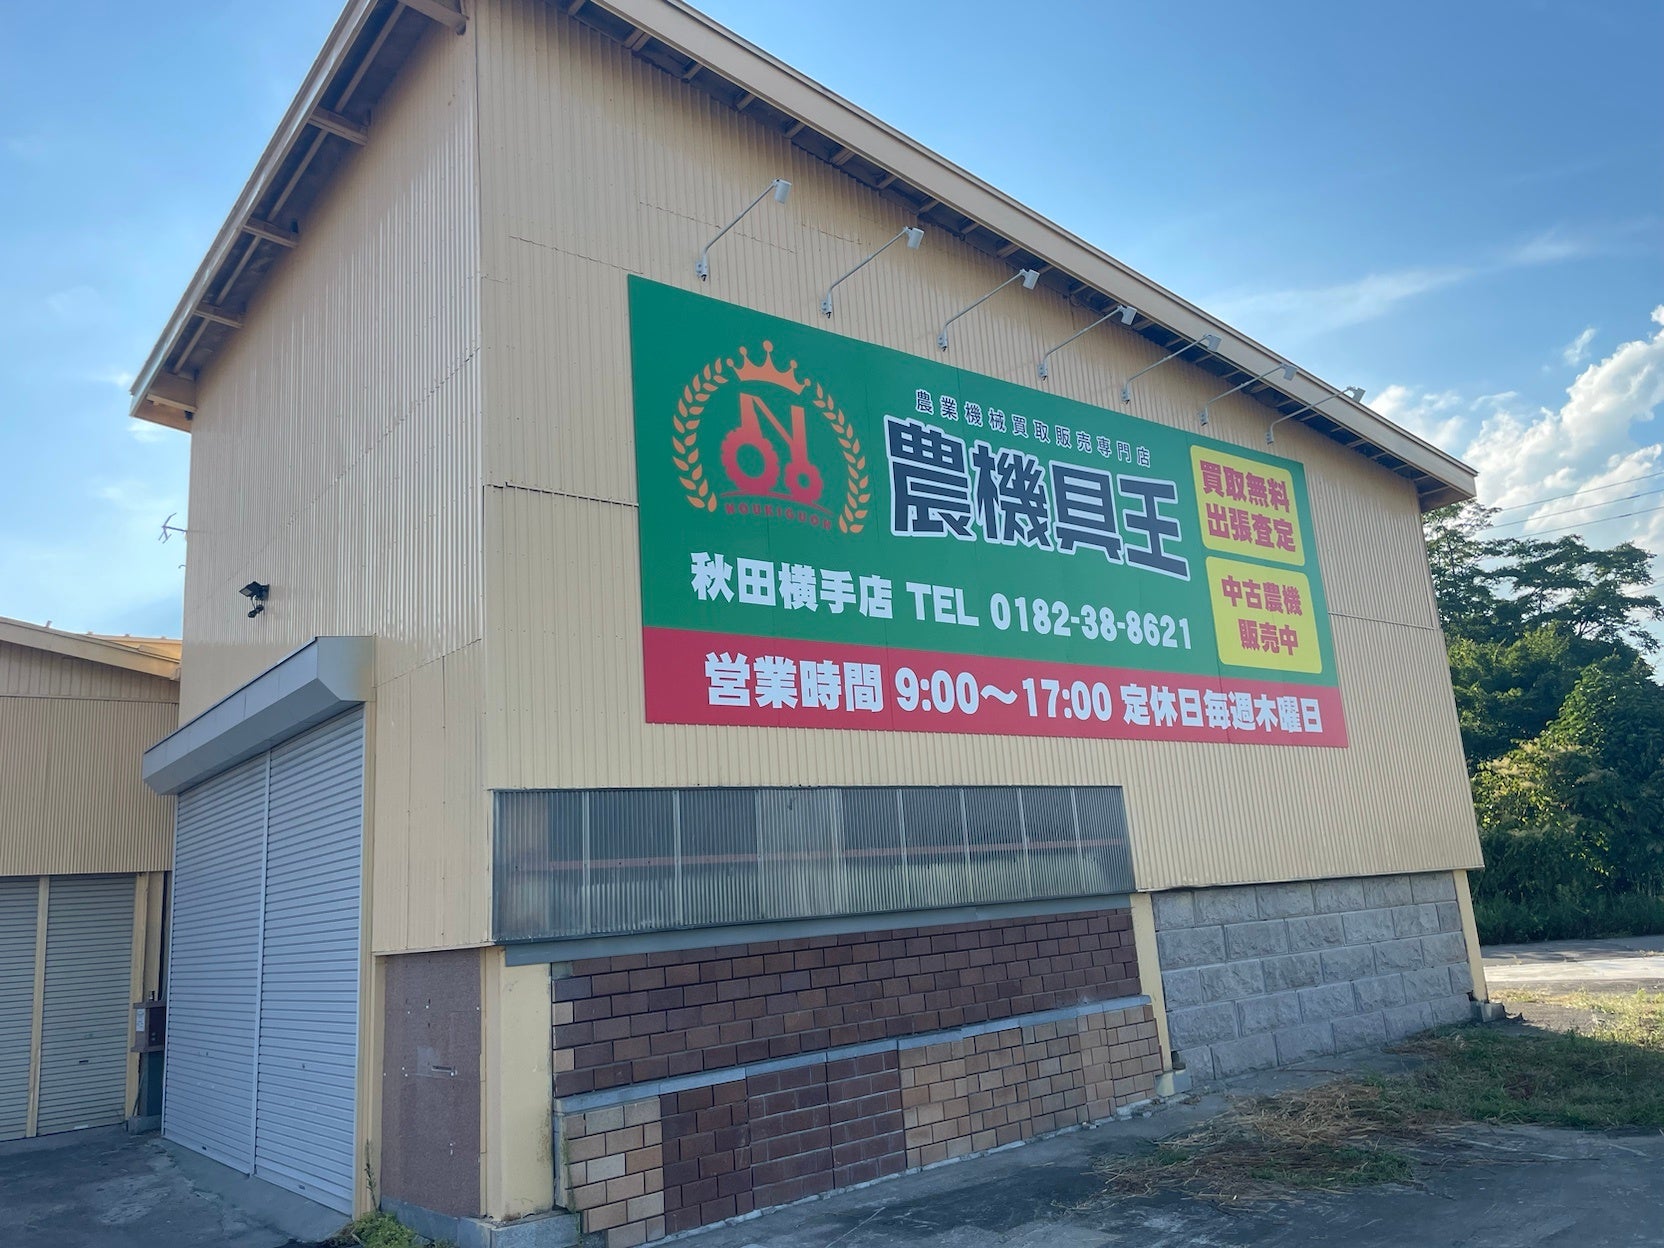 農業機械買取販売専門店
農機具王
NOUKIGUOH
秋田横手店 TEL 0182-38-8621
買取無料
出張査定
中古農機
販売中
営業時間 9:00～17:00 定休日毎週木曜日